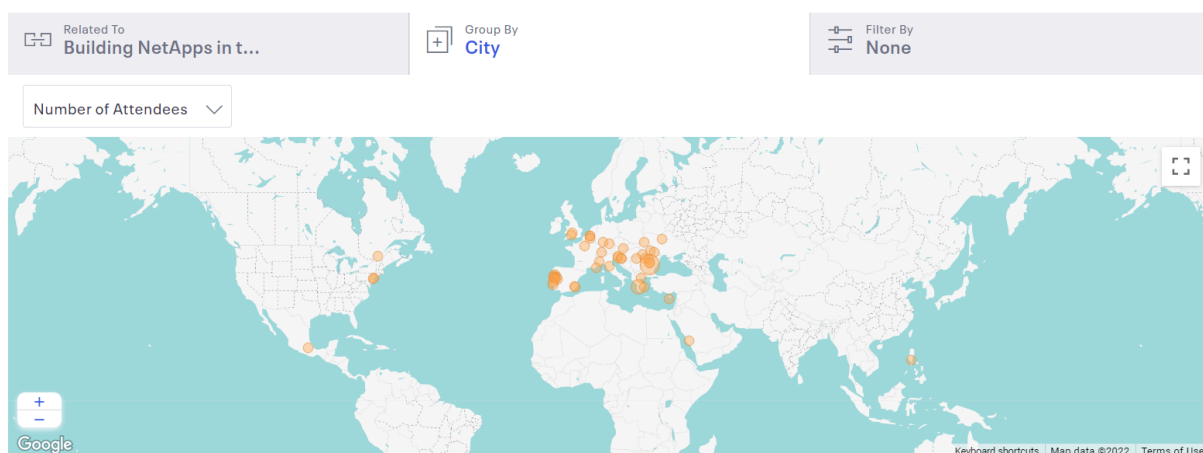 Related To
Building NetApps in t...
Group By
City
Filter By
None
Number of Attendees
+
−
Google
Keyboard shortcuts
Map data ©2022
Terms of Use